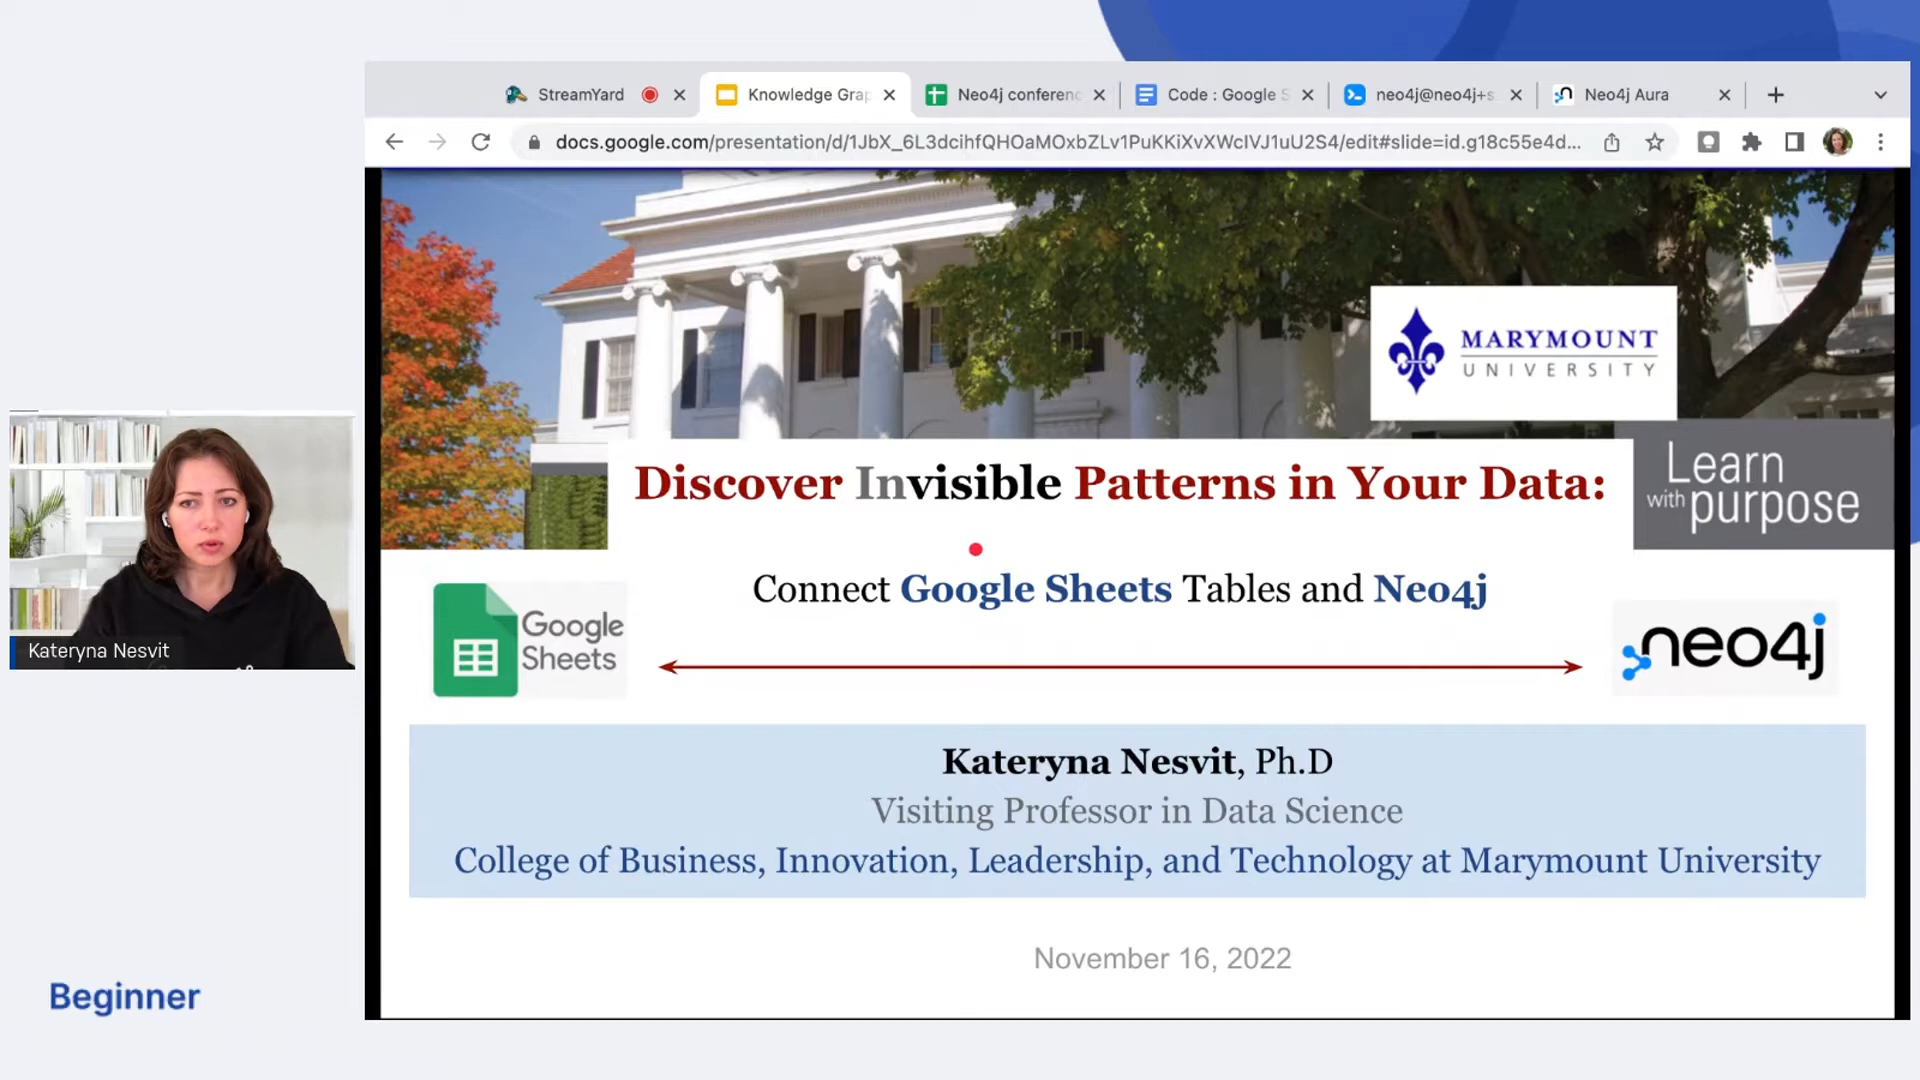 StreamYard
Knowledge Grap
Neo4j conferenc
Code : Google S
neo4j@neo4j+s
Neo4j Aura
docs.google.com/presentation/d/1JbX_6L3dcihfQHOaMOxbZLv1PuKKiXvXWcIVJ1uU2S4/edit#slide=id.g18c55e4d...
MARYMOUNT
UNIVERSITY
Learn
with purpose
Discover Invisible Patterns in Your Data:
Connect Google Sheets Tables and Neo4j
Google
Sheets
neo4j
Kateryna Nesvit, Ph.D
Visiting Professor in Data Science
College of Business, Innovation, Leadership, and Technology at Marymount University
November 16, 2022
Kateryna Nesvit
Beginner